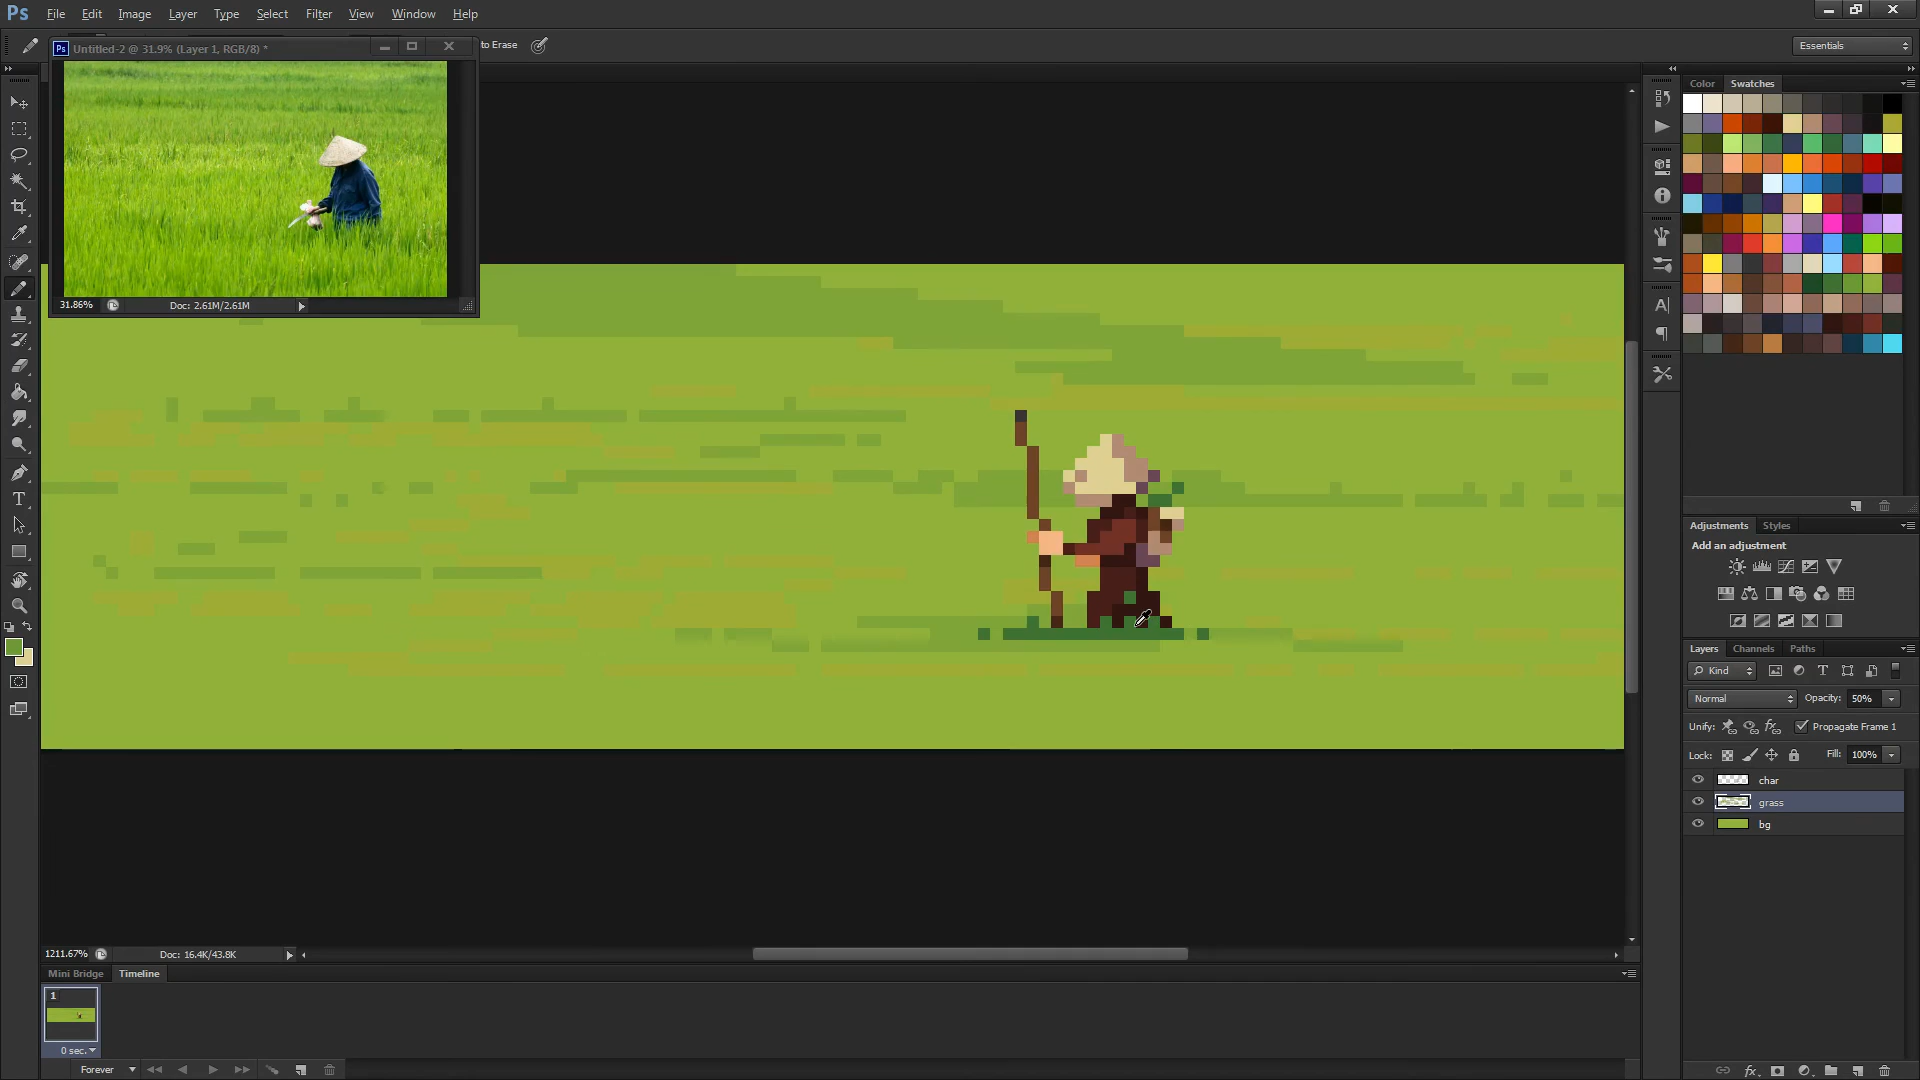 Ps File Edit Image Layer Type Select Filter View Window Help
to Erase
Essentials
Ps Untitled-2 @ 31.9% (Layer 1, RGB/8) *
31.86% Doc: 2.61M/2.61M
Color Swatches
Adjustments Styles
Add an adjustment
Layers Channels Paths
Kind
Normal Opacity: 50%
Unify: Propagate Frame 1
Lock: Fill: 100%
char
grass
bg
1211.67% Doc: 16.4K/43.8K
Mini Bridge Timeline
1
0 sec.
Forever